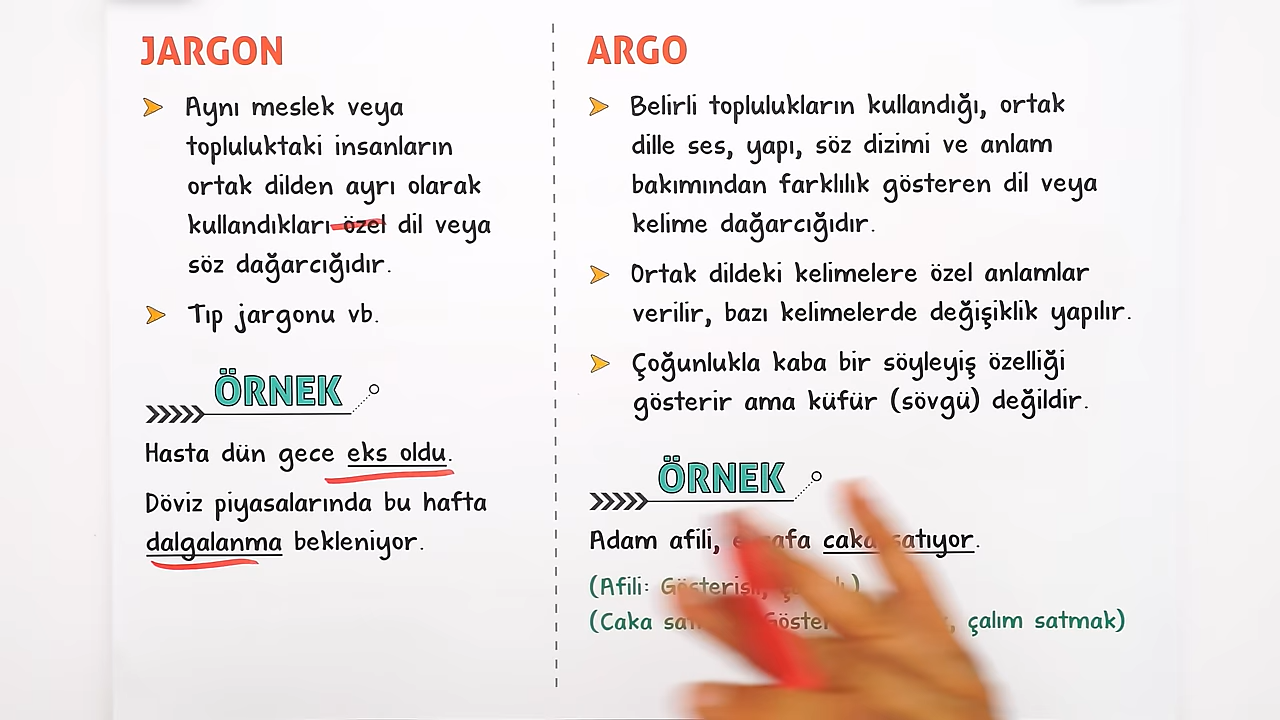 JARGON
Aynı meslek veya
topluluktaki insanların
ortak dilden ayrı olarak
kullandıkları özel dil veya
söz dağarcığıdır.
Tıp jargonu vb.
ÖRNEK
Hasta dün gece eks oldu.
Döviz piyasalarında bu hafta
dalgalanma bekleniyor.
ARGO
Belirli toplulukların kullandığı, ortak
dille ses, yapı, söz dizimi ve anlam
bakımından farklılık gösteren dil veya
kelime dağarcığıdır.
Ortak dildeki kelimelere özel anlamlar
verilir, bazı kelimelerde değişiklik yapılır.
Çoğunlukla kaba bir söyleyiş özelliği
gösterir ama küfür (sövgü) değildir.
ÖRNEK
Adam afili, caka satıyor.
(Afili:
(Caka çalım satmak)